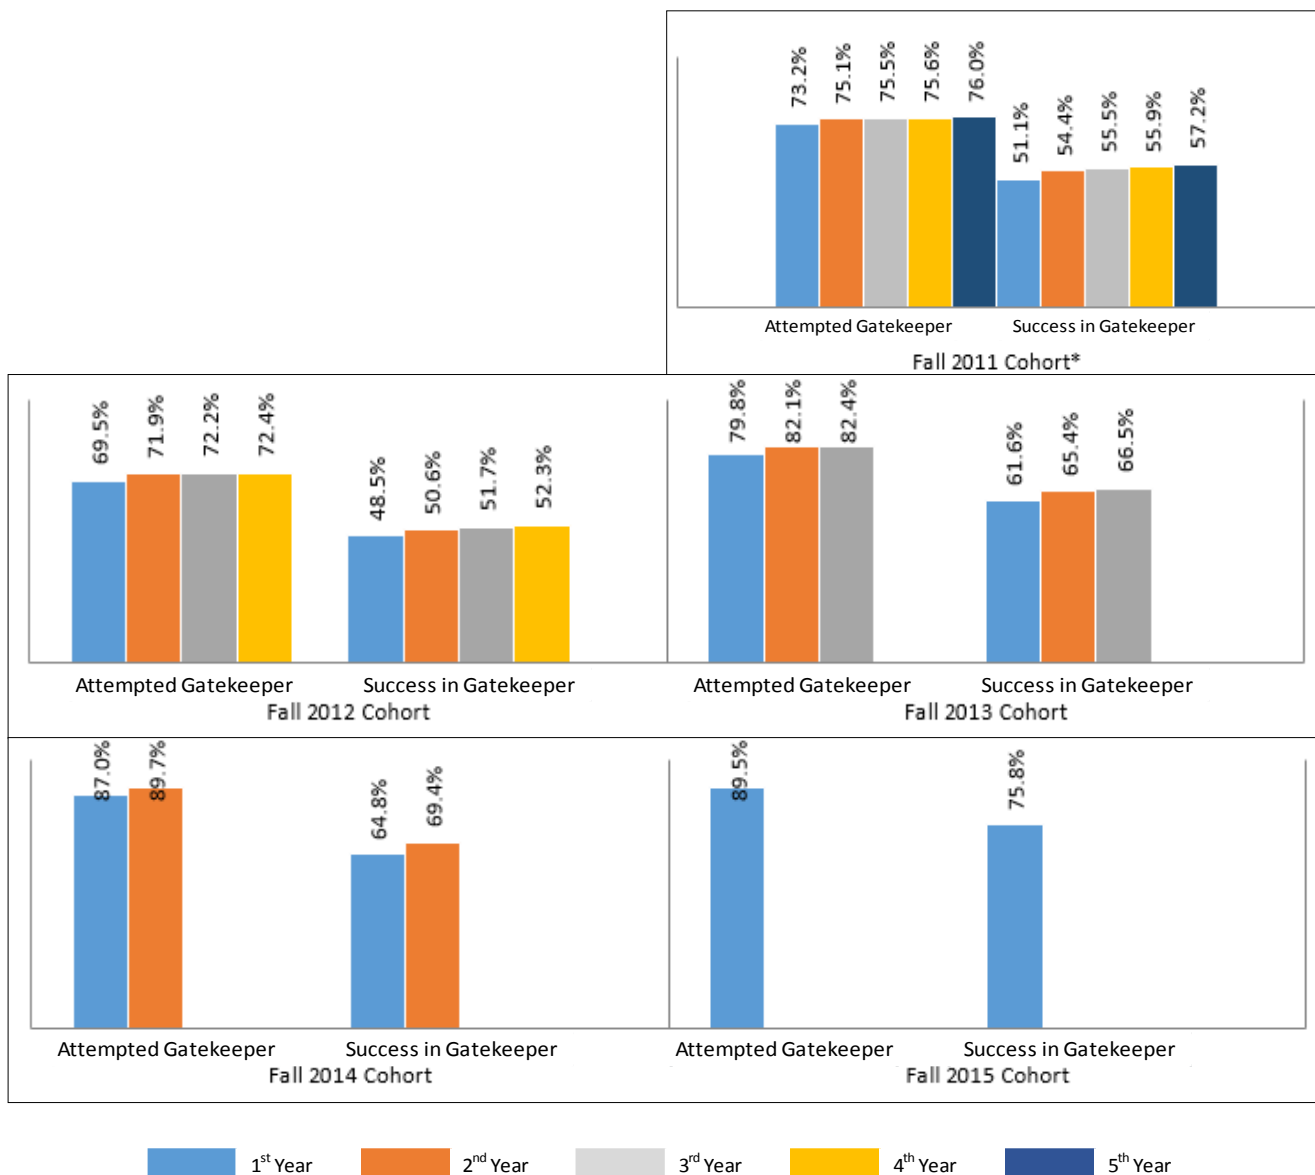 73.2% 75.1% 75.5% 75.6% 76.0% 51.1% 54.4% 55.5% 55.9% 57.2%
Attempted Gatekeeper Success in Gatekeeper
Fall 2011 Cohort*
69.5% 71.9% 72.2% 72.4% 48.5% 50.6% 51.7% 52.3%
Attempted Gatekeeper Success in Gatekeeper
Fall 2012 Cohort
79.8% 82.1% 82.4% 61.6% 65.4% 66.5%
Attempted Gatekeeper Success in Gatekeeper
Fall 2013 Cohort
87.0% 89.7% 64.8% 69.4%
Attempted Gatekeeper Success in Gatekeeper
Fall 2014 Cohort
89.5% 75.8%
Attempted Gatekeeper Success in Gatekeeper
Fall 2015 Cohort
1st Year 2nd Year 3rd Year 4th Year 5th Year